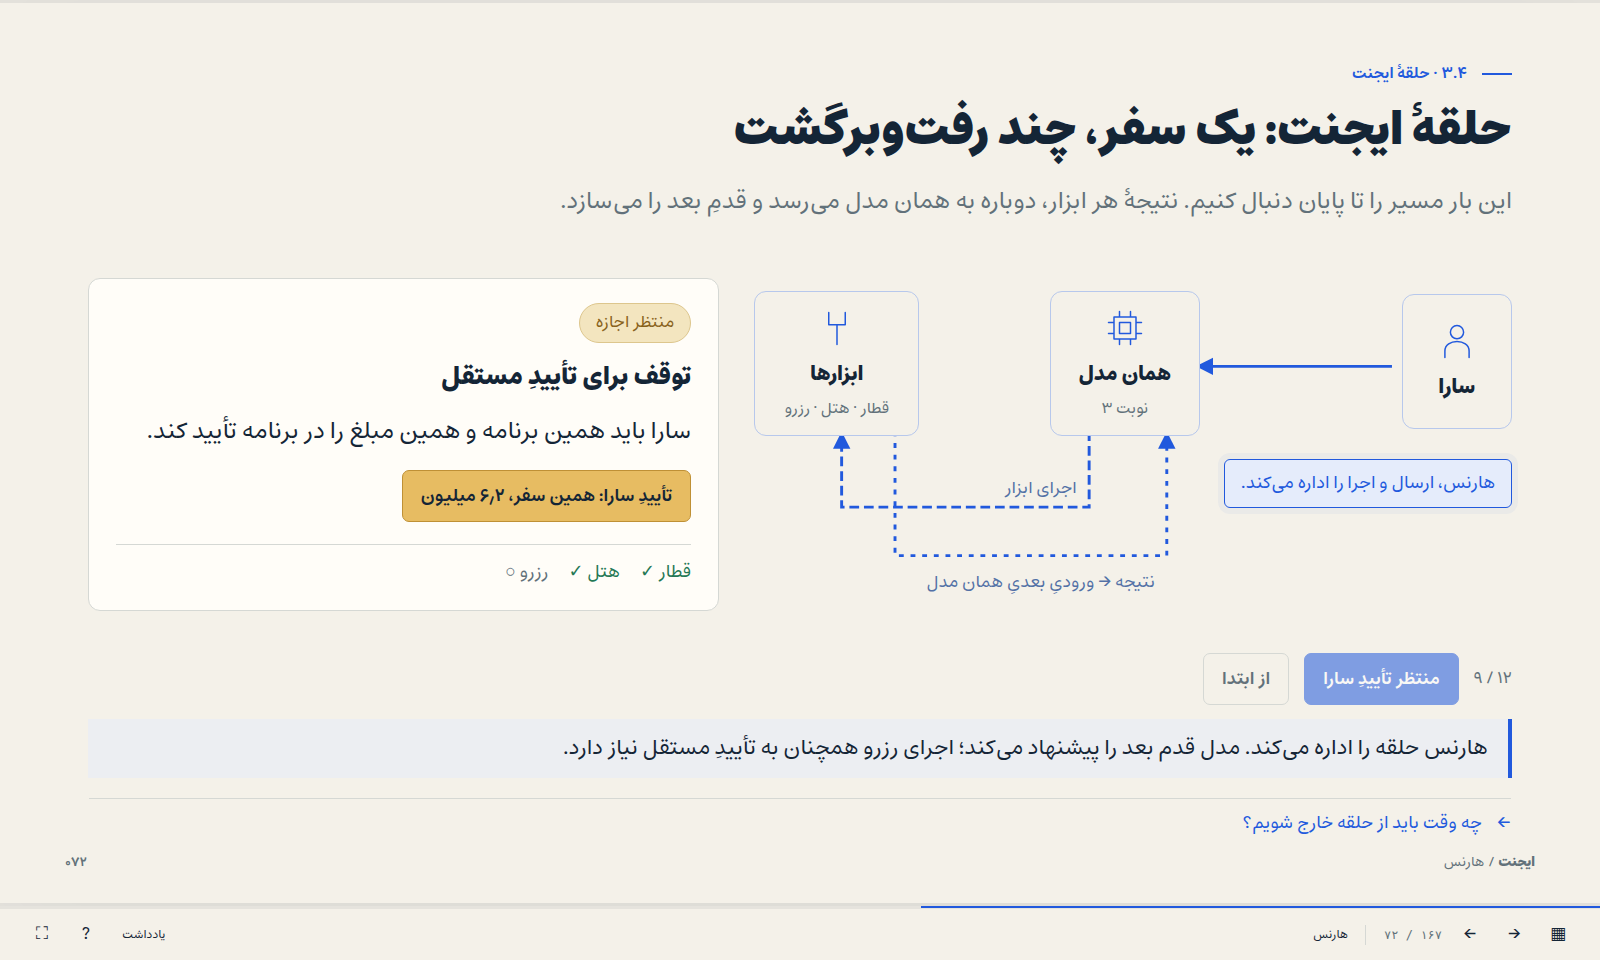 ۳.۴ · حلقهٔ ایجنت
حلقهٔ ایجنت: یک سفر، چند رفت‌وبرگشت
این بار مسیر را تا پایان دنبال کنیم. نتیجهٔ هر ابزار، دوباره به همان مدل می‌رسد و قدمِ بعد را می‌سازد.
سارا
همان مدل
نوبت ۳
ابزارها
قطار · هتل · رزرو
هارنس، ارسال و اجرا را اداره می‌کند.
اجرای ابزار
نتیجه → ورودیِ بعدیِ همان مدل
منتظر اجازه
توقف برای تأییدِ مستقل
سارا باید همین برنامه و همین مبلغ را در برنامه تأیید کند.
تأییدِ سارا: همین سفر، ۶٫۲ میلیون
قطار ✓ هتل ✓ رزرو ○
۹ / ۱۲
منتظر تأییدِ سارا
از ابتدا
هارنس حلقه را اداره می‌کند. مدل قدم بعد را پیشنهاد می‌کند؛ اجرای رزرو همچنان به تأییدِ مستقل نیاز دارد.
← چه وقت باید از حلقه خارج شویم؟
ایجنت / هارنس
۰۷۲
▦ → ← ۷۲ / ۱۶۷ هارنس
یادداشت ? ⛶